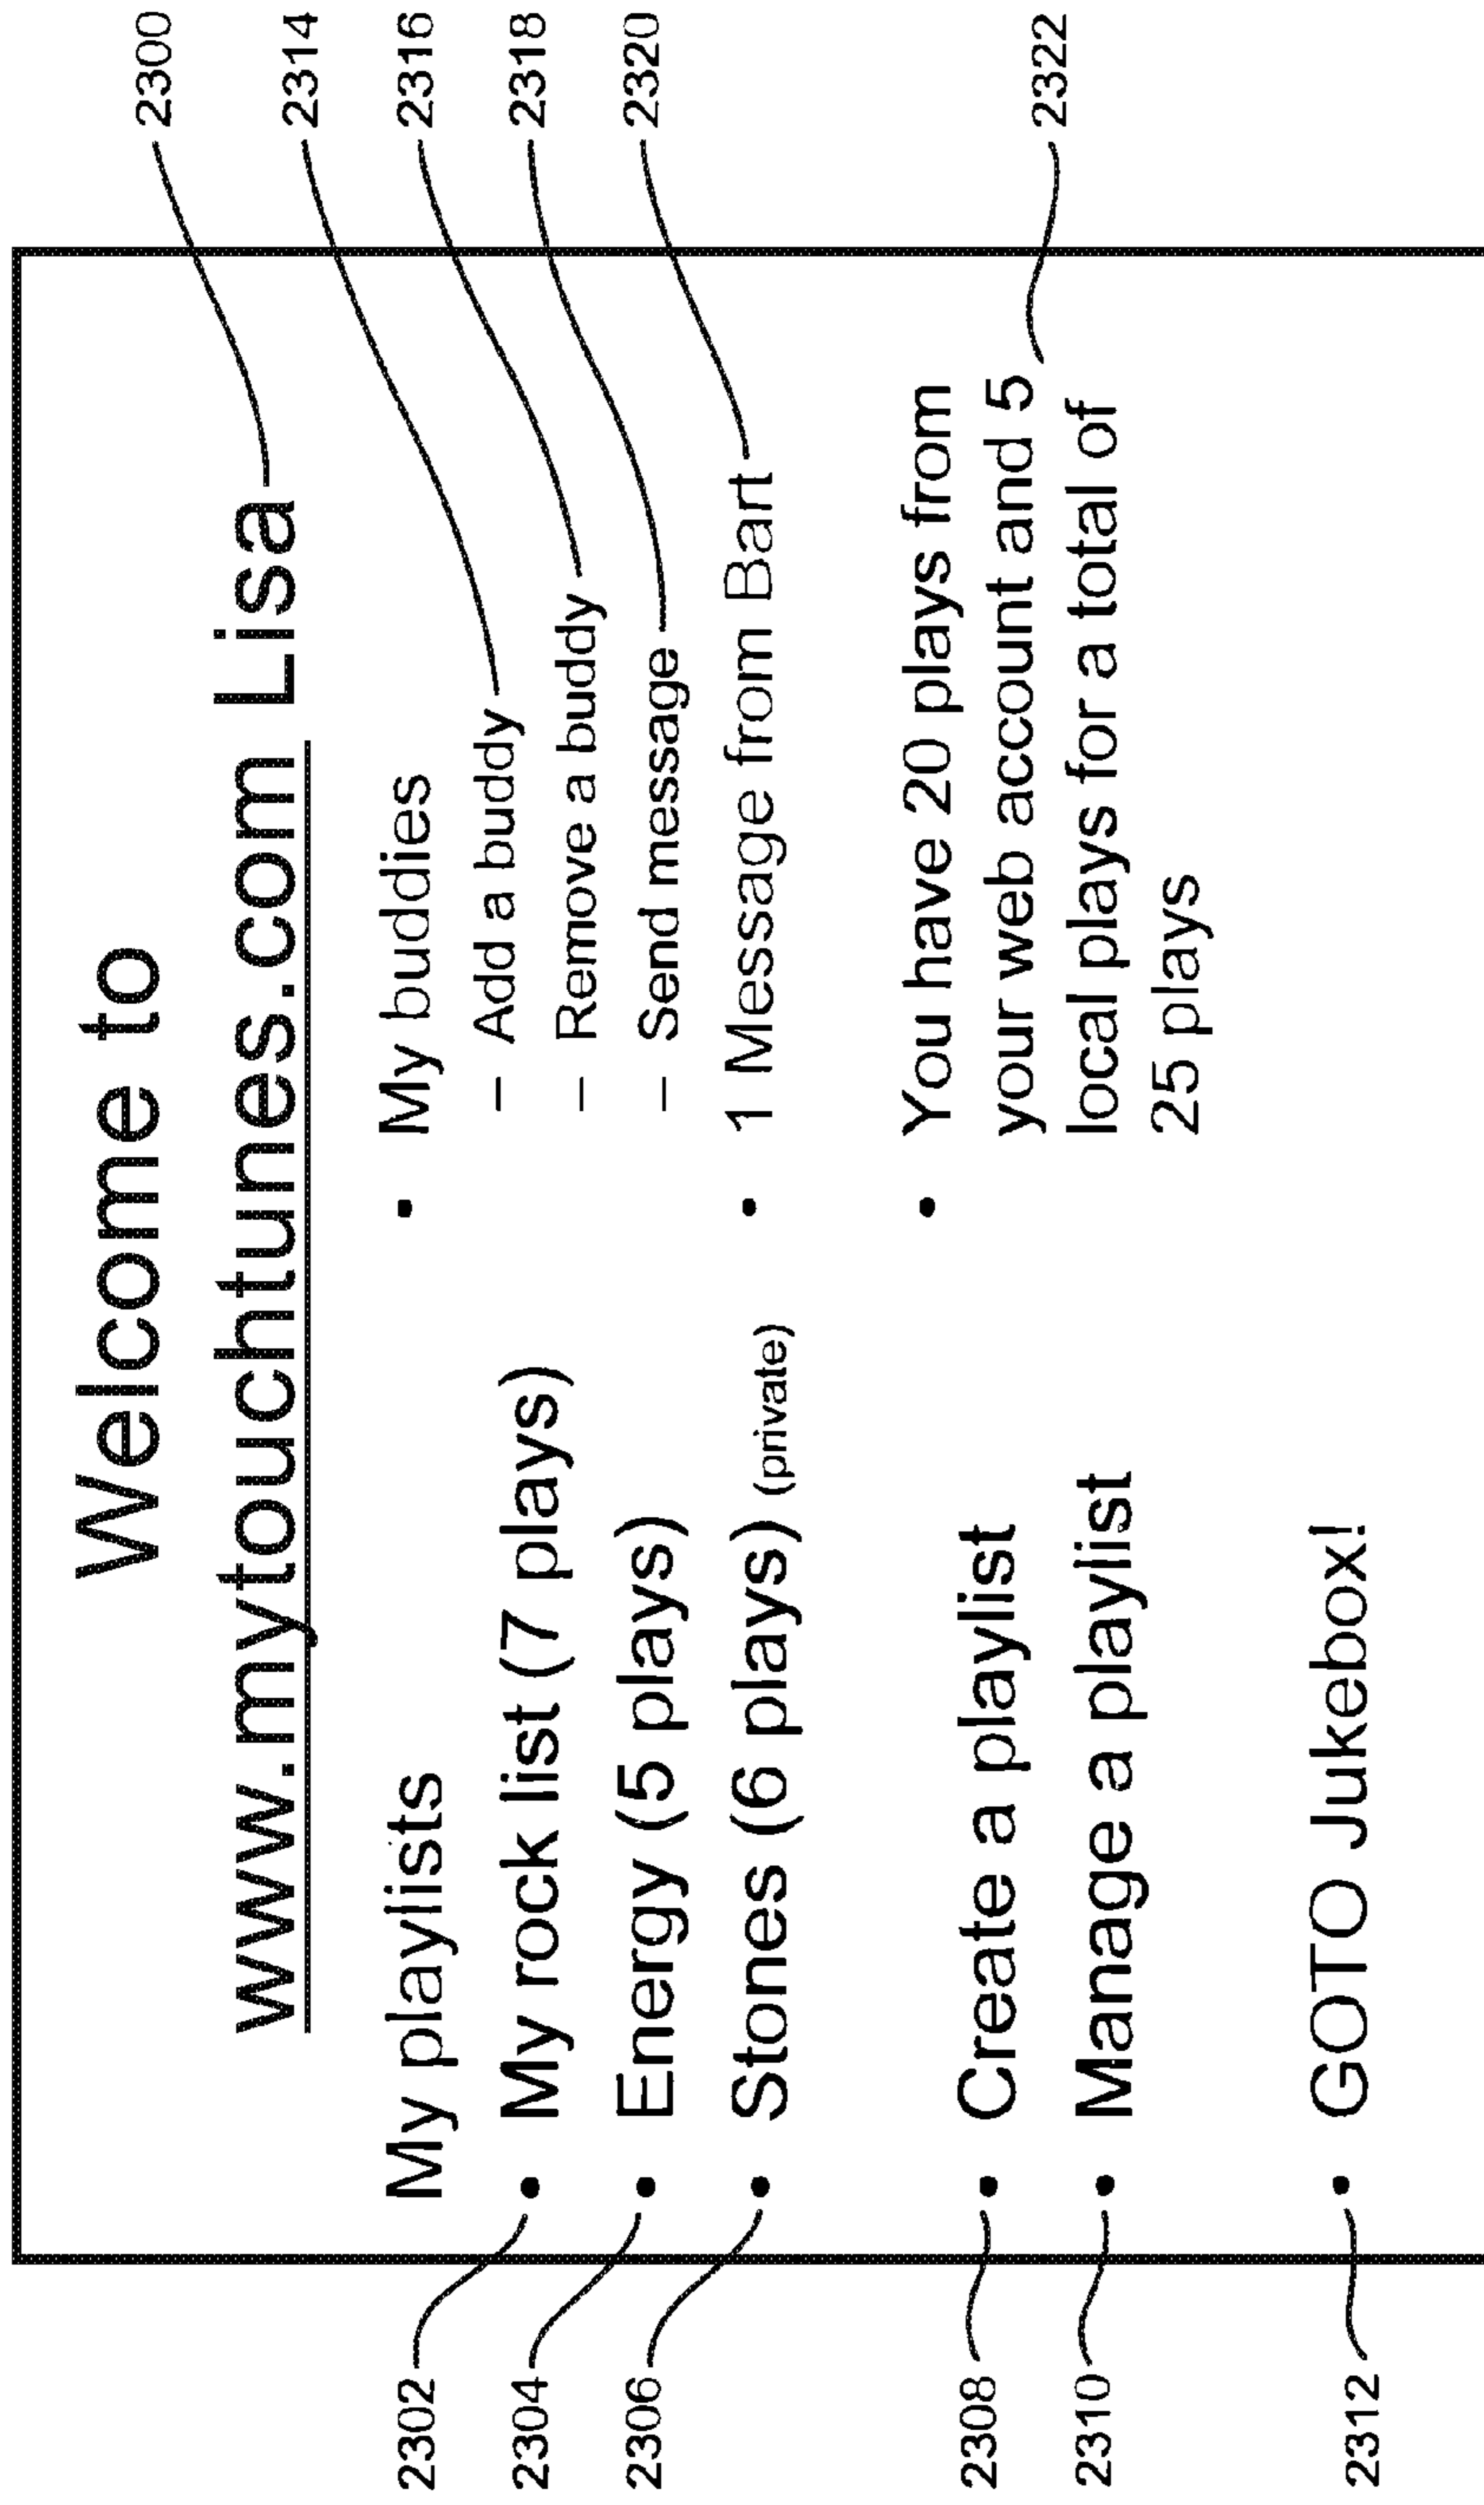 Welcome to
www.mytouchtunes.com Lisa
2300
My playlists
2302
• My rock list (7 plays)
2304
• Energy (5 plays)
2306
• Stones (6 plays) (private)
2308
• Create a playlist
2310
• Manage a playlist
2312
• GOTO Jukebox!
• My buddies
– Add a buddy
2314
– Remove a buddy
2316
– Send message
2318
• 1 Message from Bart
2320
• You have 20 plays from
your web account and 5
2322
local plays for a total of
25 plays